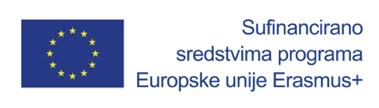 Sufinancirano
sredstvima programa
Europske unije Erasmus+